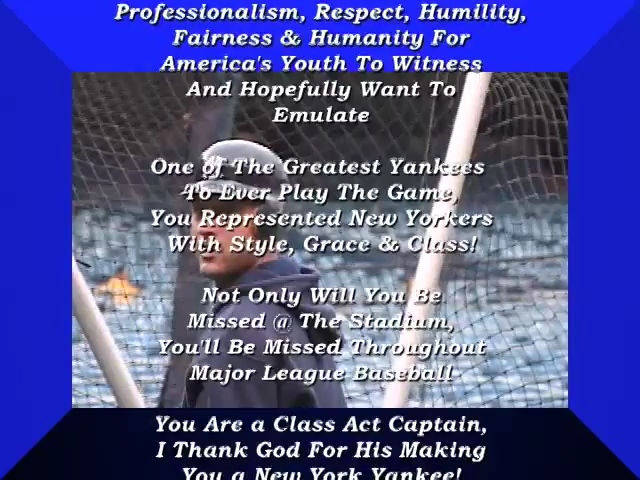 Professionalism, Respect, Humility,
Fairness & Humanity For
America's Youth To Witness
And Hopefully Want To
Emulate
One of The Greatest Yankees
To Ever Play The Game,
You Represented New Yorkers
With Style, Grace & Class!
Not Only Will You Be
Missed @ The Stadium,
You'll Be Missed Throughout
Major League Baseball
You Are a Class Act Captain,
I Thank God For His Making
You a New York Yankee!